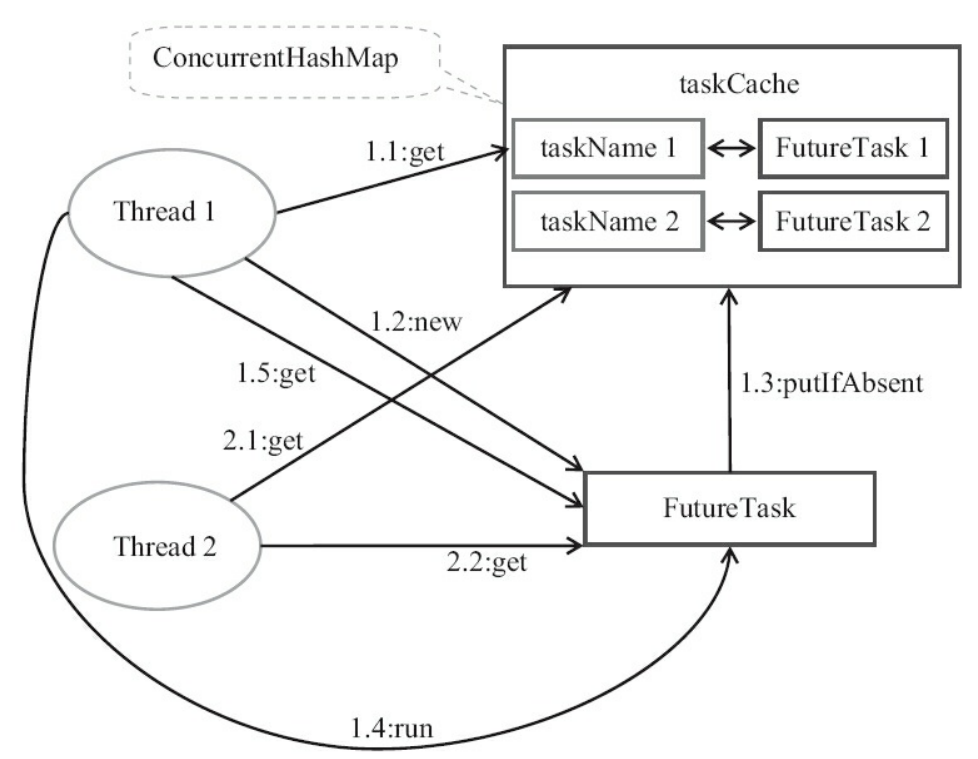 ConcurrentHashMap
taskCache
taskName 1
FutureTask 1
1.1:get
Thread 1
taskName 2
FutureTask 2
1.2:new
1.5:get
1.3:putIfAbsent
2.1:get
FutureTask
Thread 2
2.2:get
1.4:run